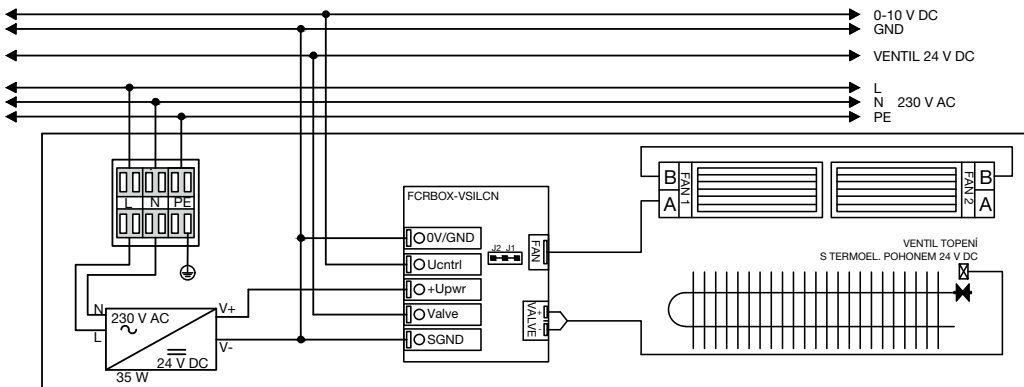 0-10 V DC
GND
VENTIL 24 V DC
L
N 230 V AC
PE
L N PE
FCRBOX-VSILCN
0V/GND
Ucntrl
+Upwr
Valve
SGND
J2 J1
FAN
VALVE
+
-
B
A
FAN 1
FAN 2
B
A
VENTIL TOPENÍ
S TERMOEL. POHONEM 24 V DC
N
L
230 V AC
24 V DC
V+
V-
35 W